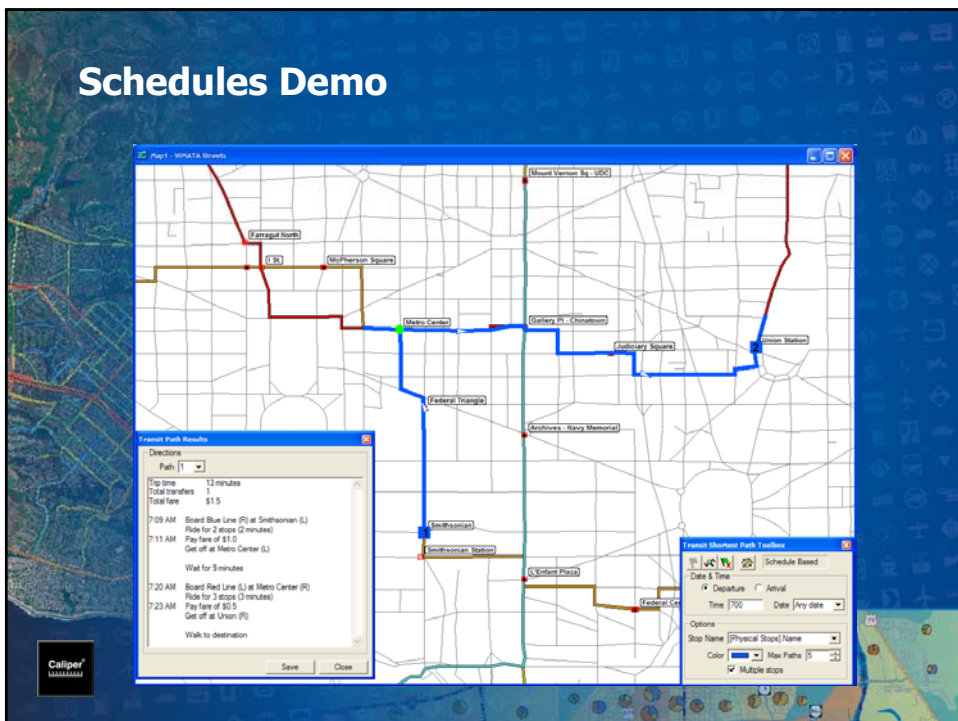 Schedules Demo
Map1 - WMATA Streets
Mount Vernon Sq - UDC
Farragut North
I St.
McPherson Square
Metro Center
Gallery Pl - Chinatown
Judiciary Square
Union Station
2
Federal Triangle
Archives - Navy Memorial
Smithsonian
1
Smithsonian Station
L'Enfant Plaza
Federal Cen
Transit Path Results
Directions
Path 1
Trip time 13 minutes
Total transfers 1
Total fare $1.5
7:09 AM Board Blue Line (R) at Smithsonian (L)
Ride for 2 stops (2 minutes)
7:11 AM Pay fare of $1.0
Get off at Metro Center (L)
Wait for 9 minutes
7:20 AM Board Red Line (L) at Metro Center (R)
Ride for 3 stops (3 minutes)
7:23 AM Pay fare of $0.5
Get off at Union (R)
Walk to destination
Save Close
Transit Shortest Path Toolbox
Schedule Based
Date & Time
Departure Arrival
Time 700 Date Any date
Options
Stop Name [Physical Stops].Name
Color Max Paths 5
Multiple stops
Caliper